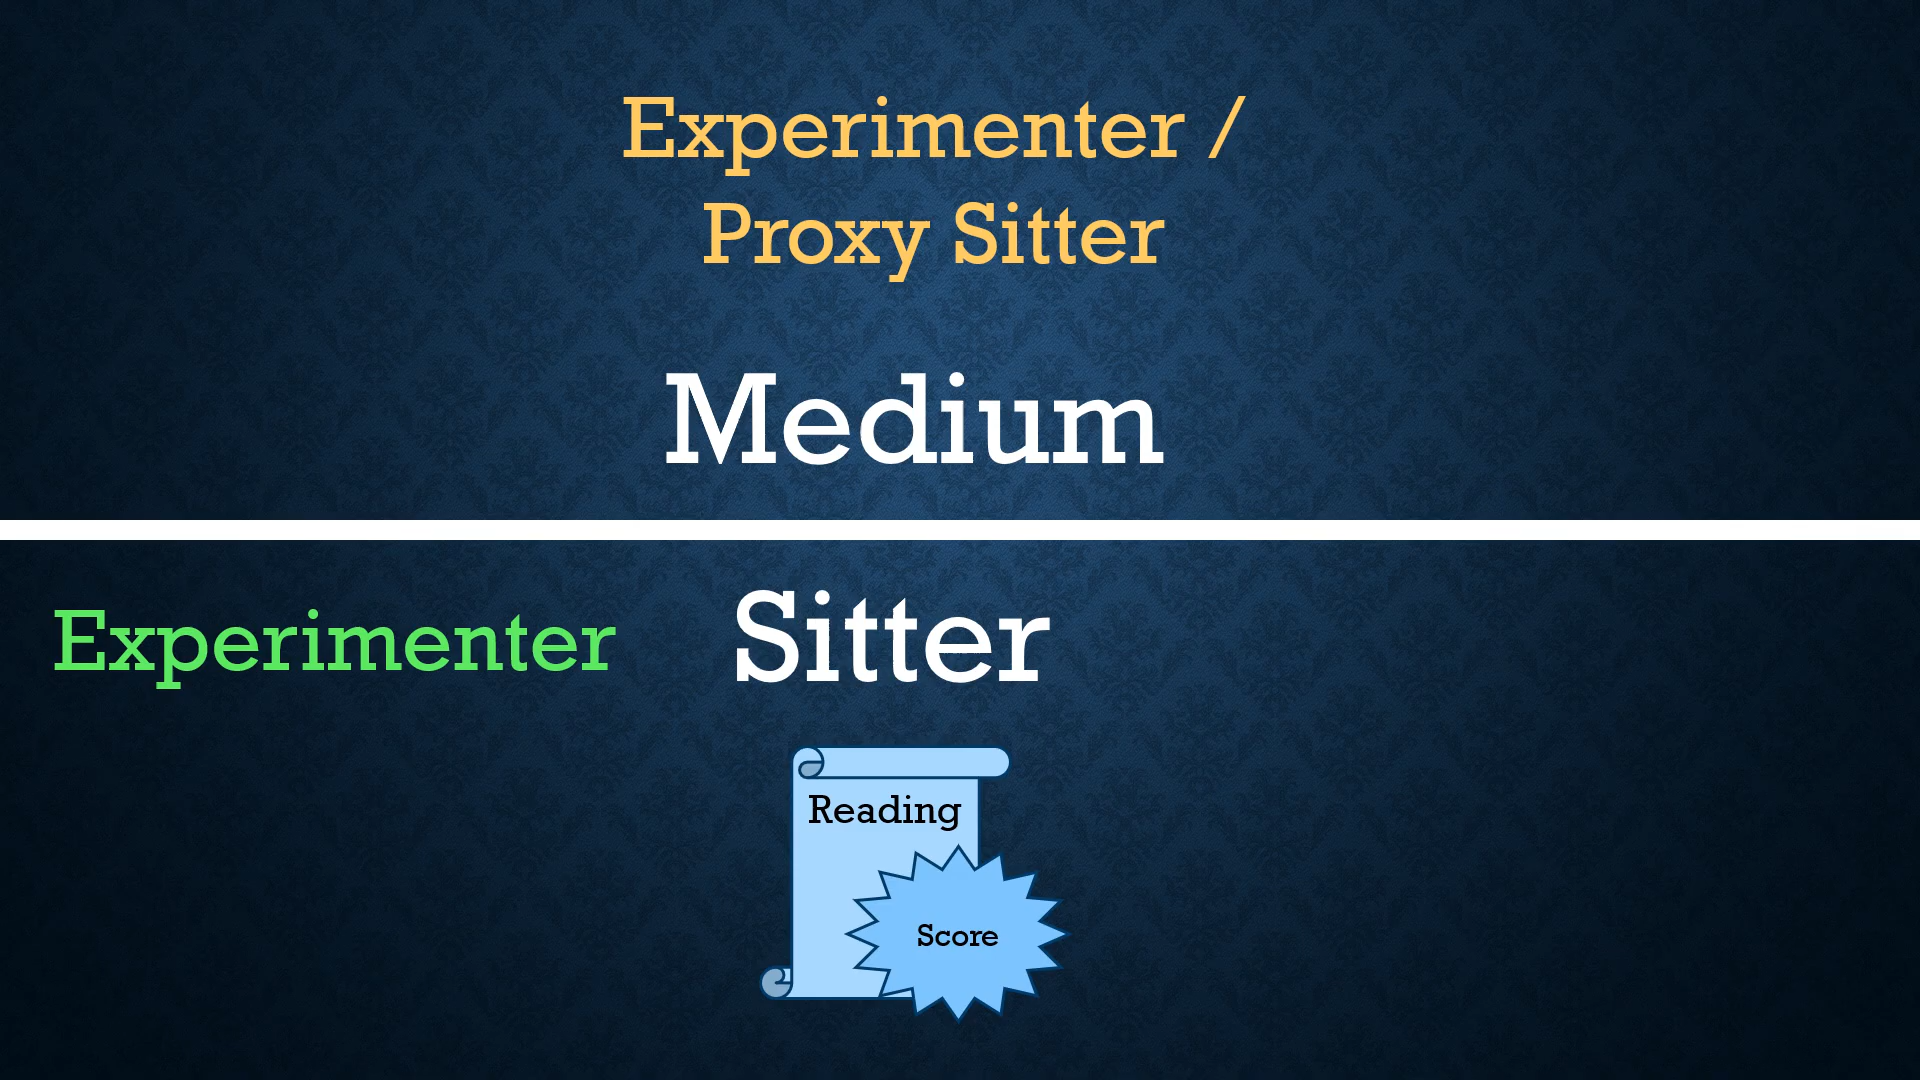 Experimenter /
Proxy Sitter
Medium
Experimenter
Sitter
Reading
Score